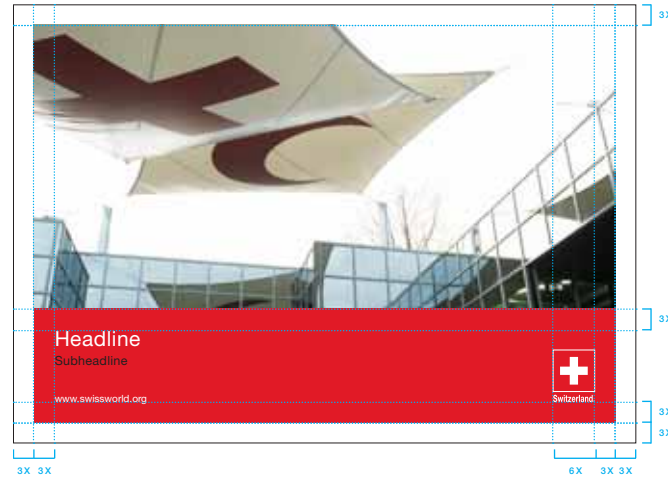 3X
Headline
3X
Subheadline
www.swissworld.org
Switzerland.
3X
3X
3X 3X
6X 3X 3X